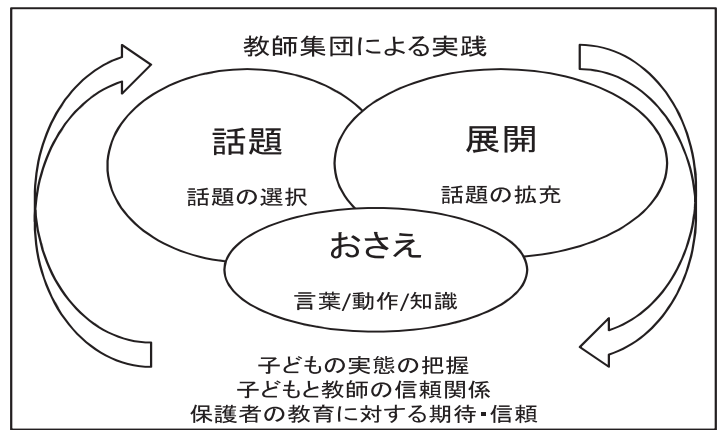 教師集団による実践
話題
話題の選択
展開
話題の拡充
おさえ
言葉/動作/知識
子どもの実態の把握
子どもと教師の信頼関係
保護者の教育に対する期待・信頼